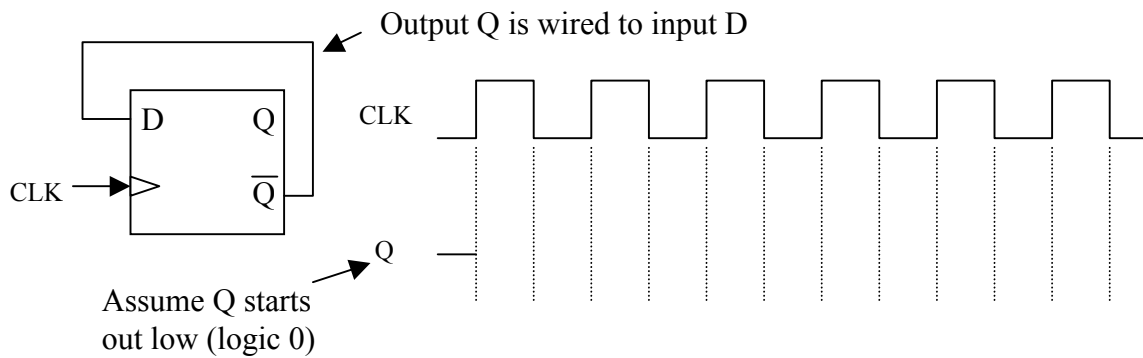 Output Q is wired to input D
D Q
CLK
Q̅
CLK
Q
Assume Q starts
out low (logic 0)